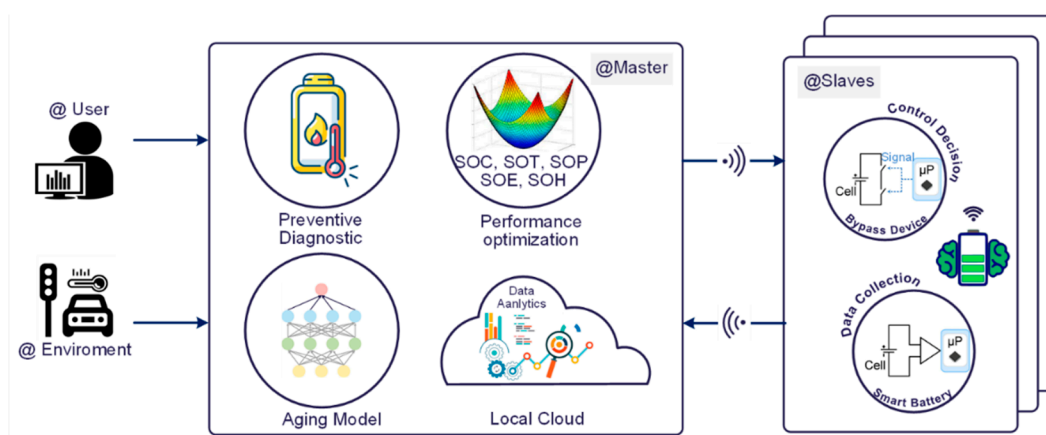 @ User
@ Enviroment
@Master
Preventive
Diagnostic
SOC, SOT, SOP
SOE, SOH
Performance
optimization
Aging Model
Data
Aanlytics
Local Cloud
@Slaves
Control Decision
Signal
µP
Cell
Bypass Device
Data Collection
µP
Cell
Smart Battery